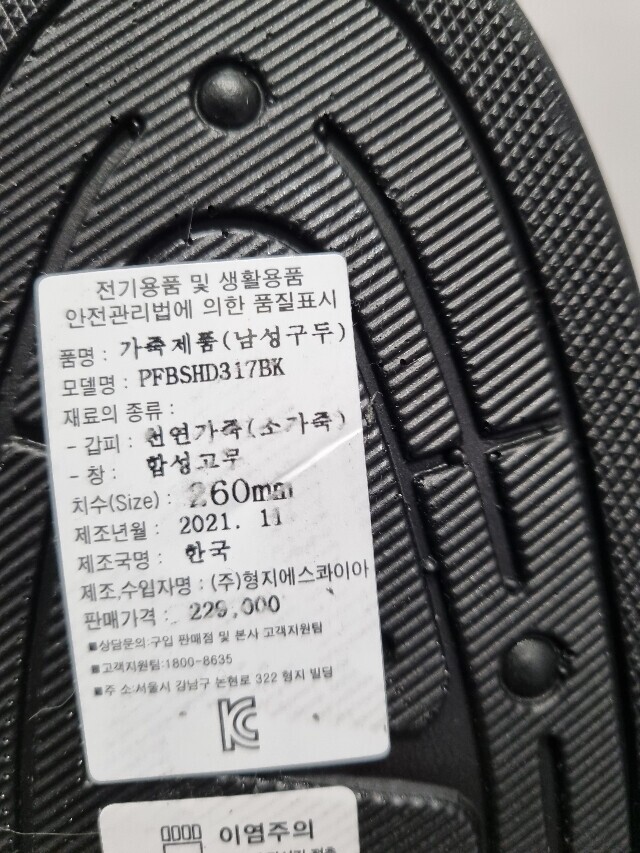 전기용품 및 생활용품
안전관리법에 의한 품질표시
품명 : 가죽제품(남성구두)
모델명 : PFBSHD317BK
재료의 종류 :
- 갑피 : 천연가죽(소가죽)
- 창 : 합성고무
치수(Size) : 260mm
제조년월 : 2021. 11
제조국명 : 한국
제조,수입자명 : (주)형지에스콰이아
판매가격 : 229,000
■상담문의:구입 판매점 및 본사 고객지원팀
■고객지원팀:1800-8635
■주 소:서울시 강남구 논현로 322 형지 빌딩
KC
이염주의